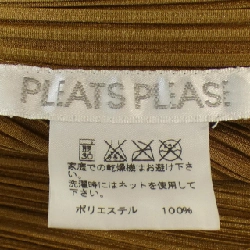 PLEATS PLEASE
家庭での乾燥機はお避け下さい。
洗濯時にはネットを使用して下さい。
ポリエステル 100%